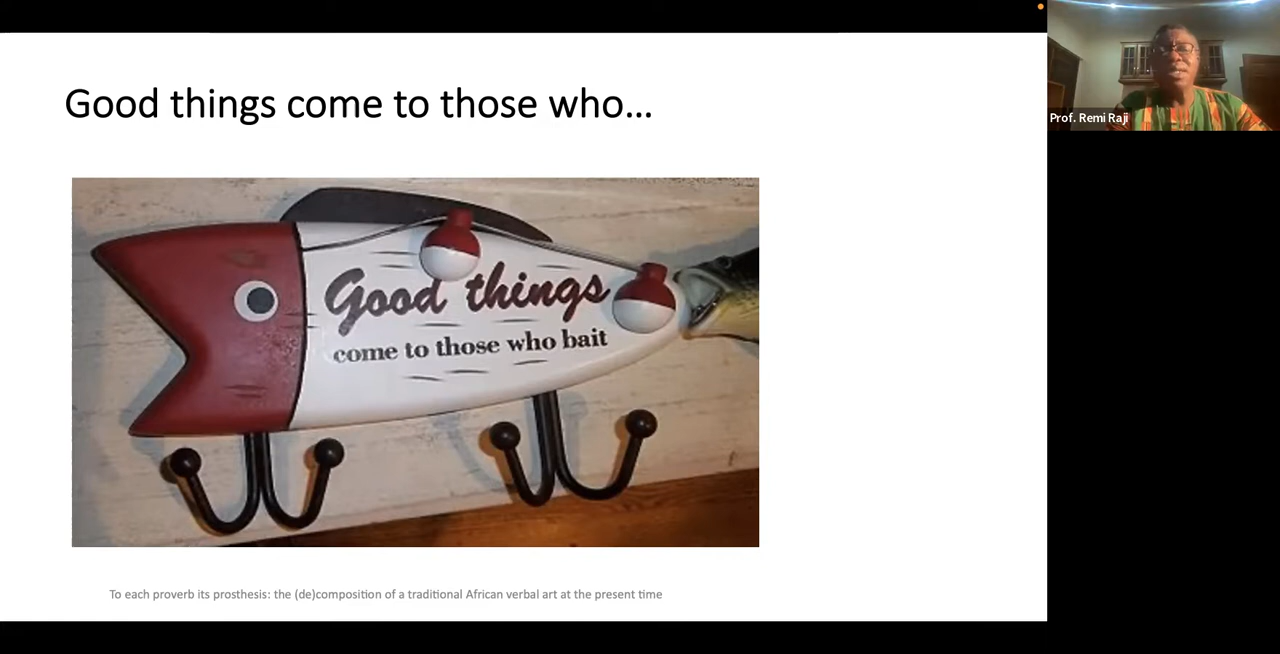 Good things come to those who...
Good things
come to those who bait
To each proverb its prosthesis: the (de)composition of a traditional African verbal art at the present time
Prof. Remi Raji